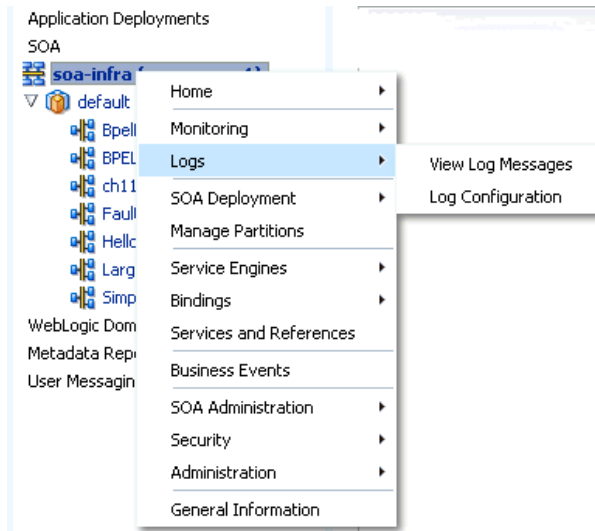 Application Deployments
SOA
soa-infra (
default
Home
Monitoring
Logs
View Log Messages
Log Configuration
SOA Deployment
Manage Partitions
Service Engines
Bindings
Services and References
Business Events
SOA Administration
Security
Administration
General Information
BPEL
ch11
WebLogic Dom
Metadata Rep
User Messagin